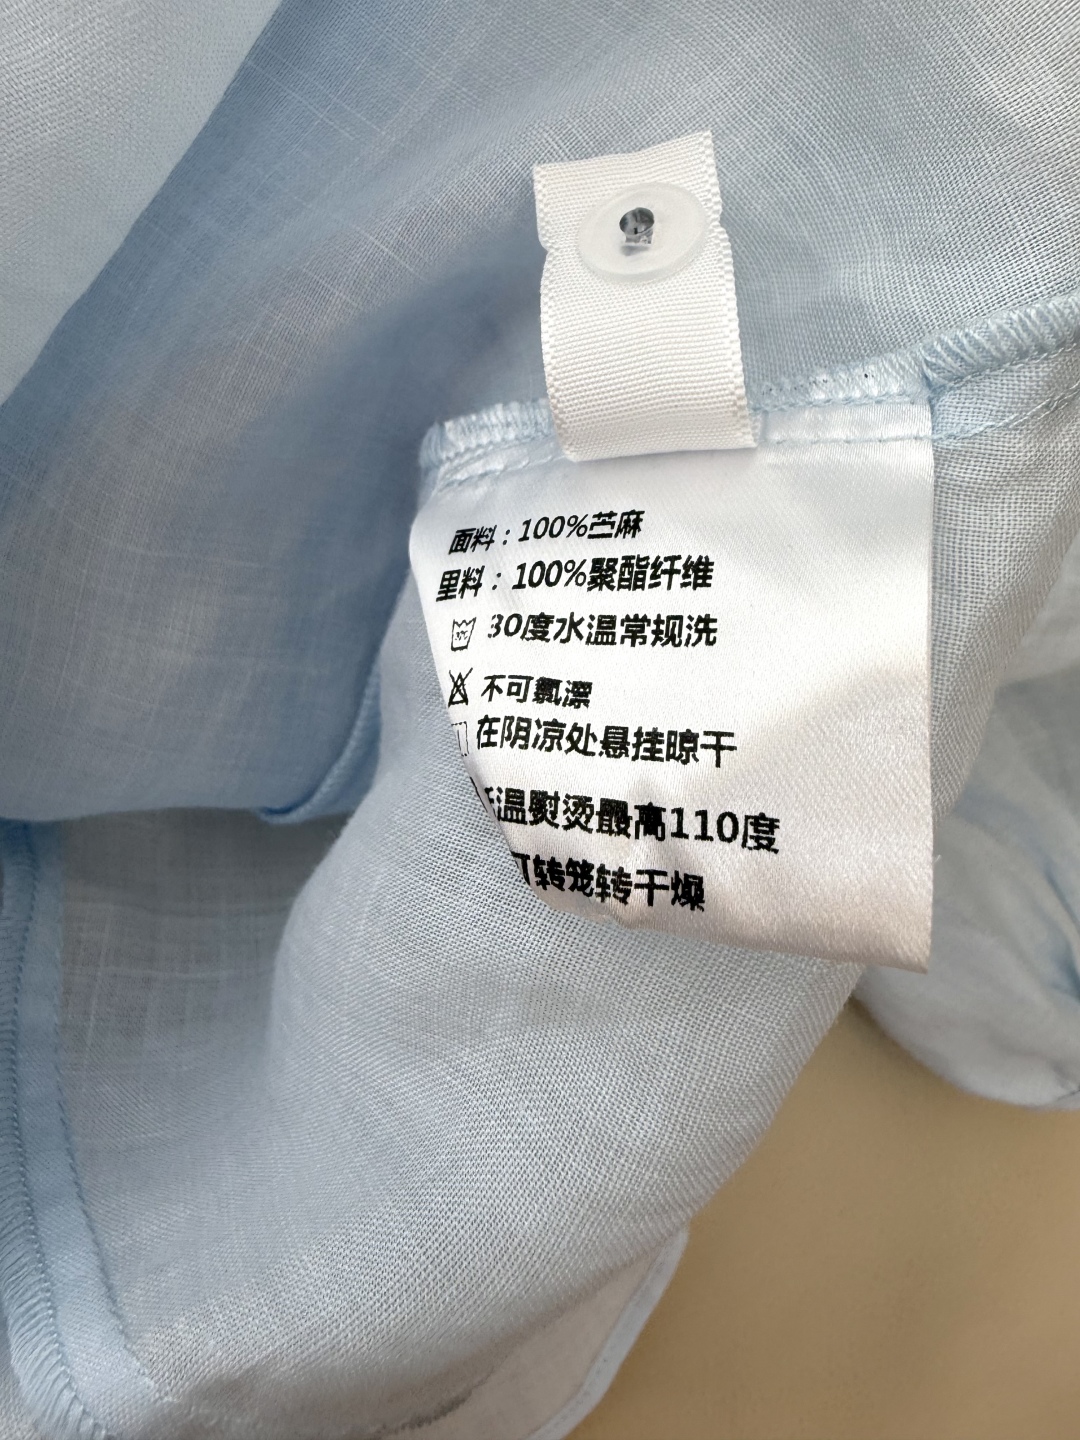 面料：100%苎麻
里料：100%聚酯纤维
30度水温常规洗
不可氯漂
在阴凉处悬挂晾干
温熨烫最高110度
可转笼转干燥